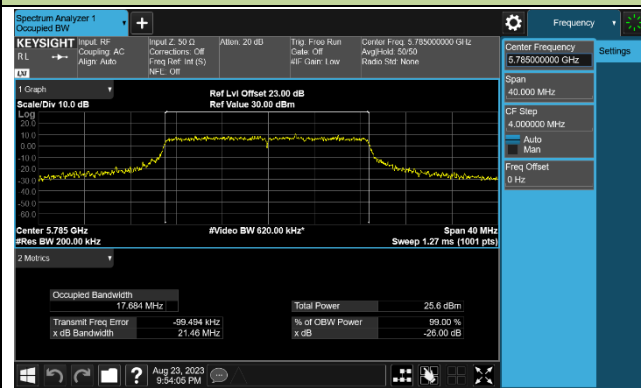 Spectrum Analyzer 1
Occupied BW
Frequency
KEYSIGHT
RL
LXI
Input: RF
Coupling: AC
Align: Auto
Input Z: 50 Ω
Corrections: Off
Freq Ref: Int (S)
NFE: Off
Atten: 20 dB
Trig: Free Run
Gate: Off
#IF Gain: Low
Center Freq: 5.785000000 GHz
Avg|Hold: 50/50
Radio Std: None
Center Frequency
5.785000000 GHz
Settings
Span
40.000 MHz
CF Step
4.000000 MHz
Auto
Man
Freq Offset
0 Hz
1 Graph
Scale/Div 10.0 dB
Ref Lvl Offset 23.00 dB
Ref Value 30.00 dBm
Log
20.0
10.0
0.00
-10.0
-20.0
-30.0
-40.0
-50.0
-60.0
Center 5.785 GHz
#Res BW 200.00 kHz
#Video BW 620.00 kHz*
Span 40 MHz
Sweep 1.27 ms (1001 pts)
2 Metrics
Occupied Bandwidth
17.684 MHz
Total Power 25.6 dBm
Transmit Freq Error -99.494 kHz
% of OBW Power 99.00 %
x dB Bandwidth 21.46 MHz
x dB -26.00 dB
?
Aug 23, 2023
9:54:05 PM